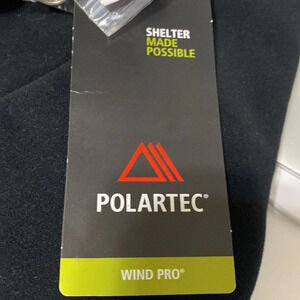 SHELTER
MADE
POSSIBLE
POLARTEC®
WIND PRO®